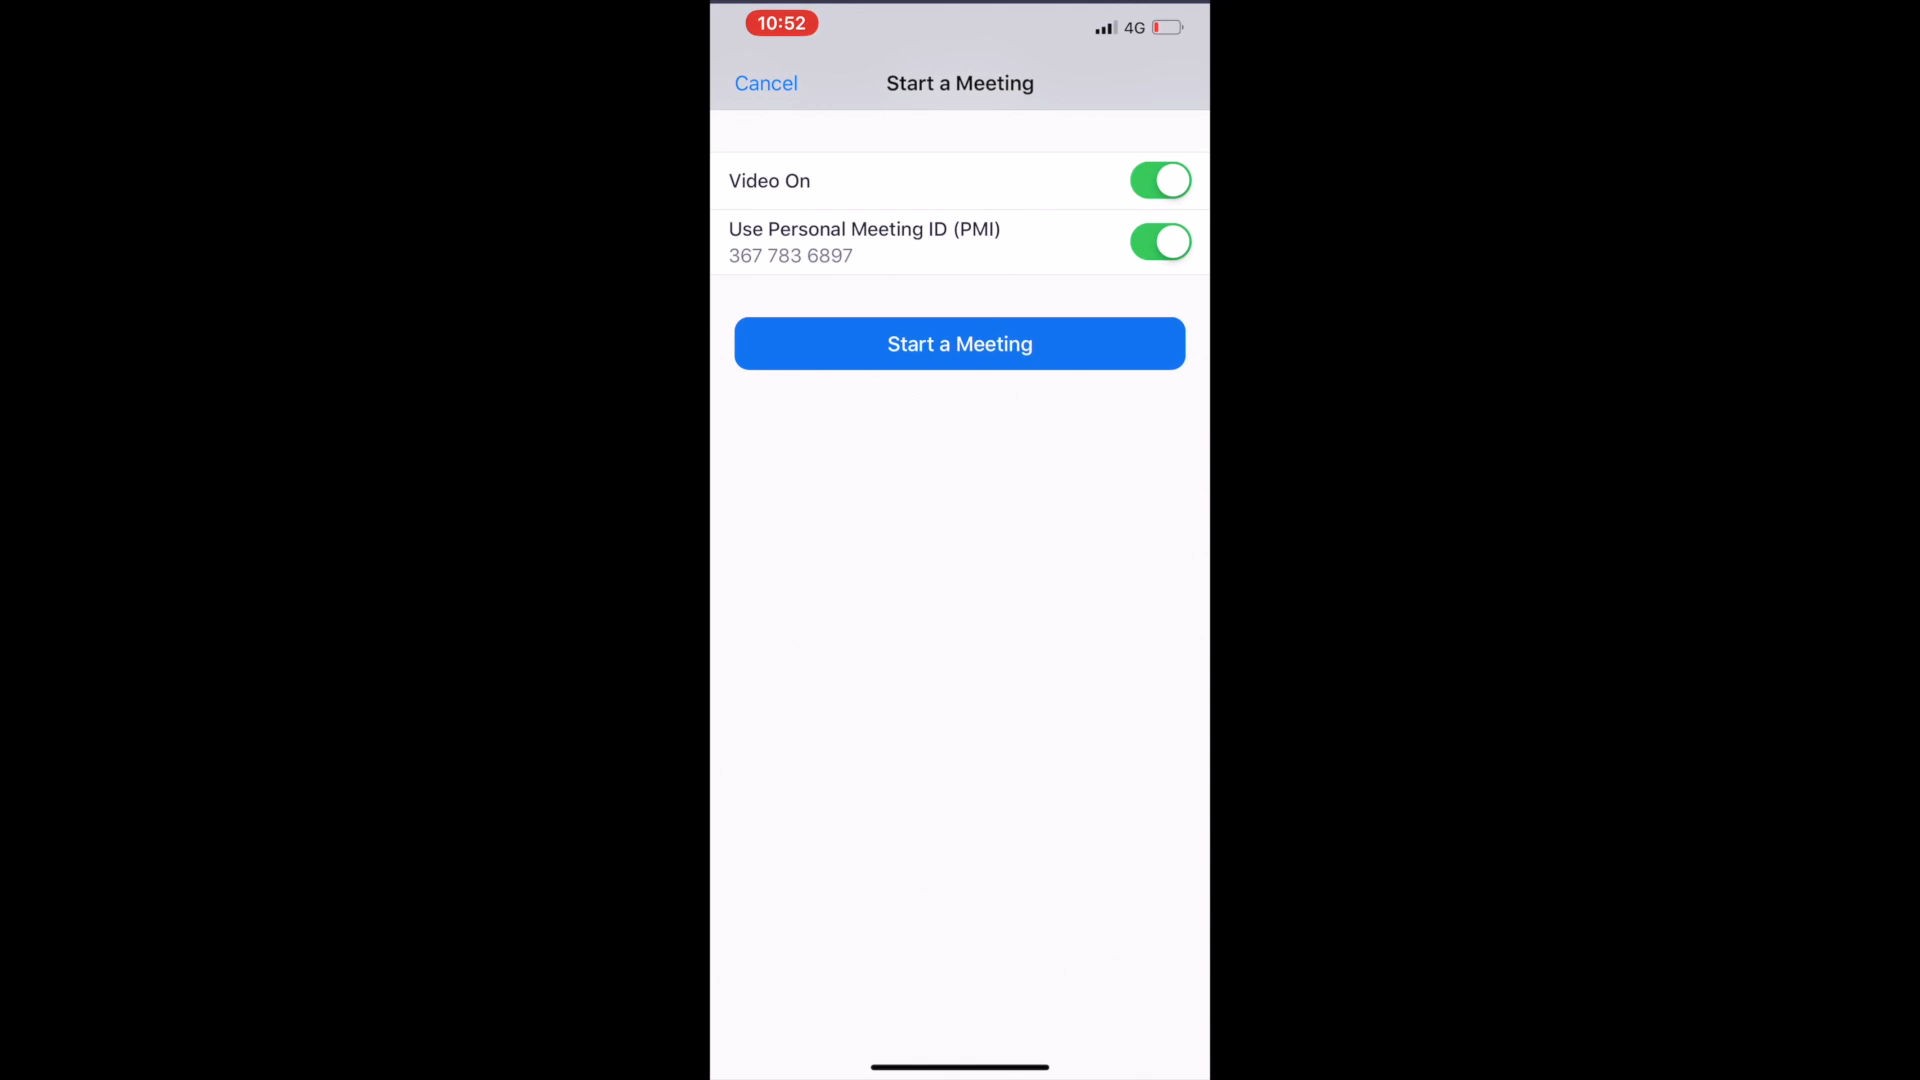 10:52
4G
Cancel
Start a Meeting
Video On
Use Personal Meeting ID (PMI)
367 783 6897
Start a Meeting